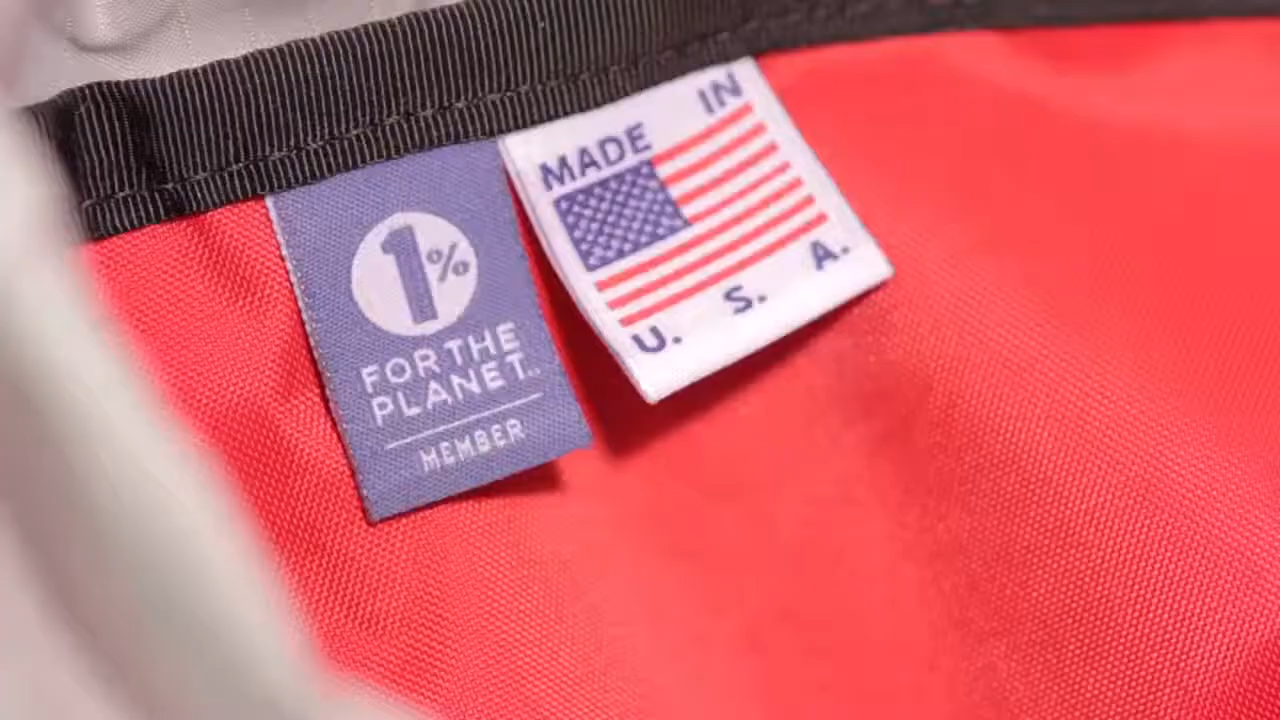 1%
FOR THE
PLANET
MEMBER
MADE IN
U. S. A.